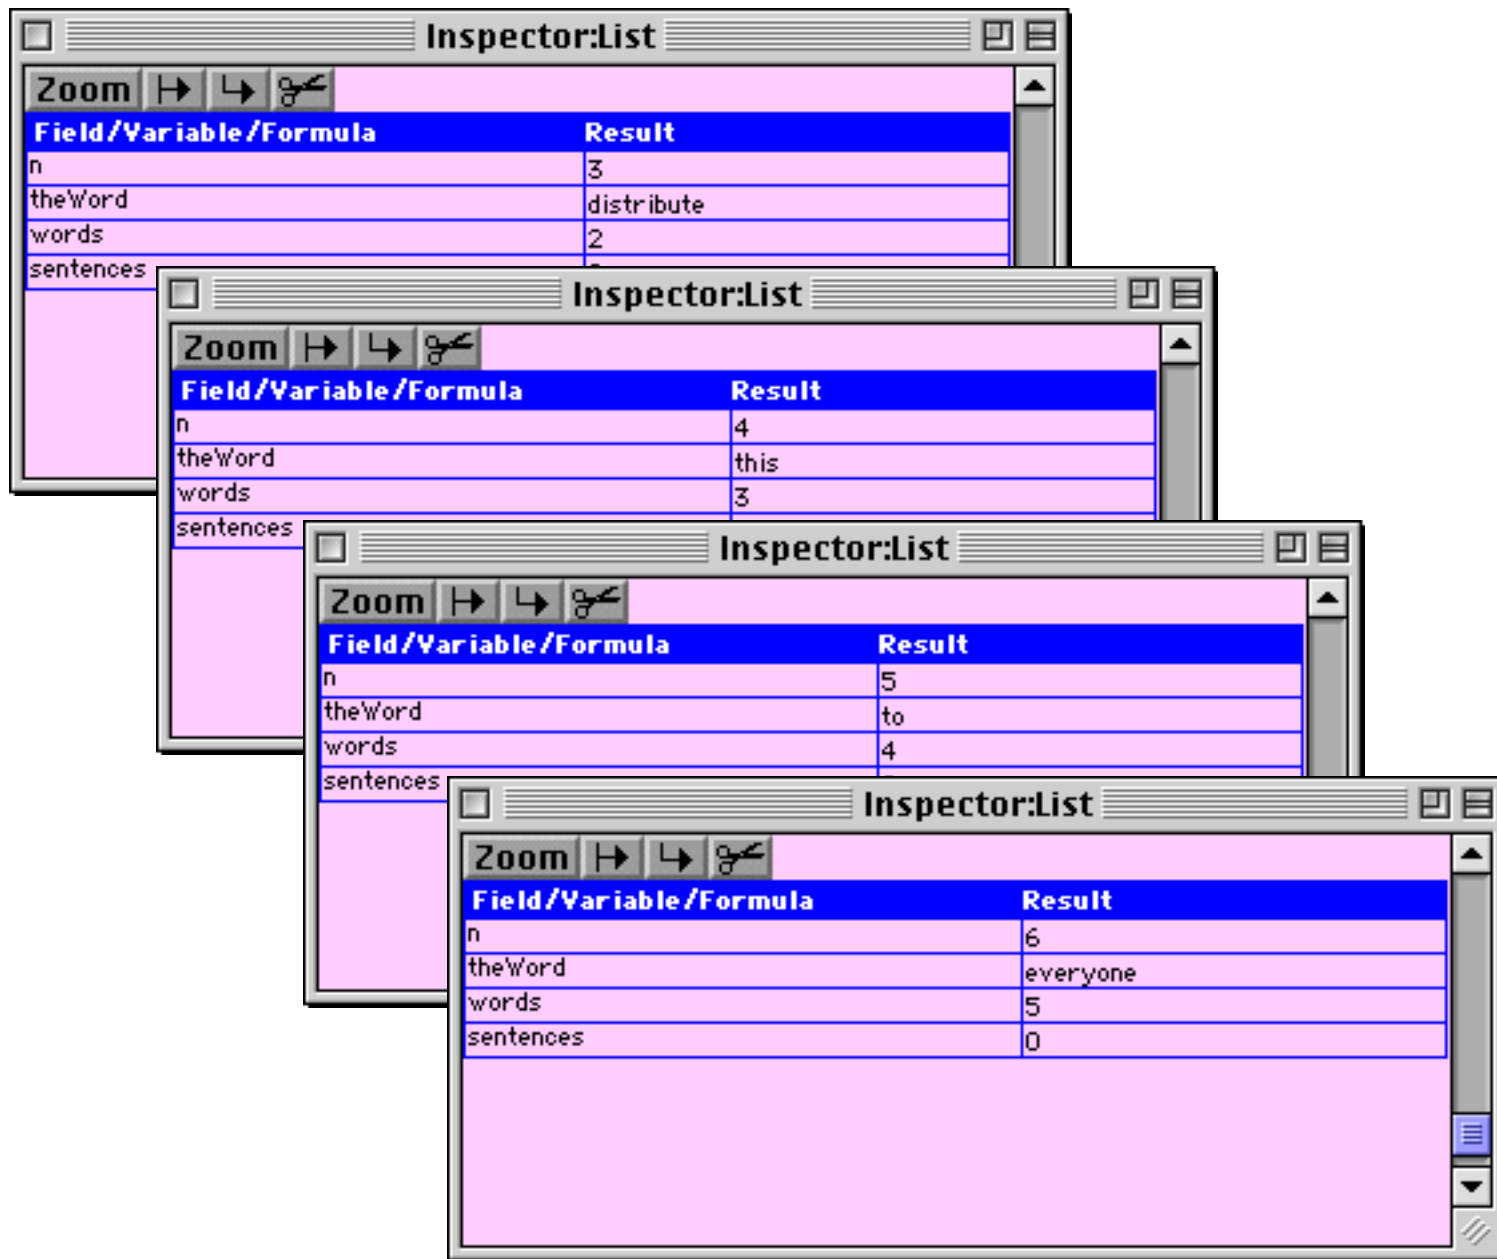 Inspector:List
Zoom
Field/Variable/Formula Result
n 3
theWord distribute
words 2
sentences
Inspector:List
Zoom
Field/Variable/Formula Result
n 4
theWord this
words 3
sentences
Inspector:List
Zoom
Field/Variable/Formula Result
n 5
theWord to
words 4
sentences
Inspector:List
Zoom
Field/Variable/Formula Result
n 6
theWord everyone
words 5
sentences 0